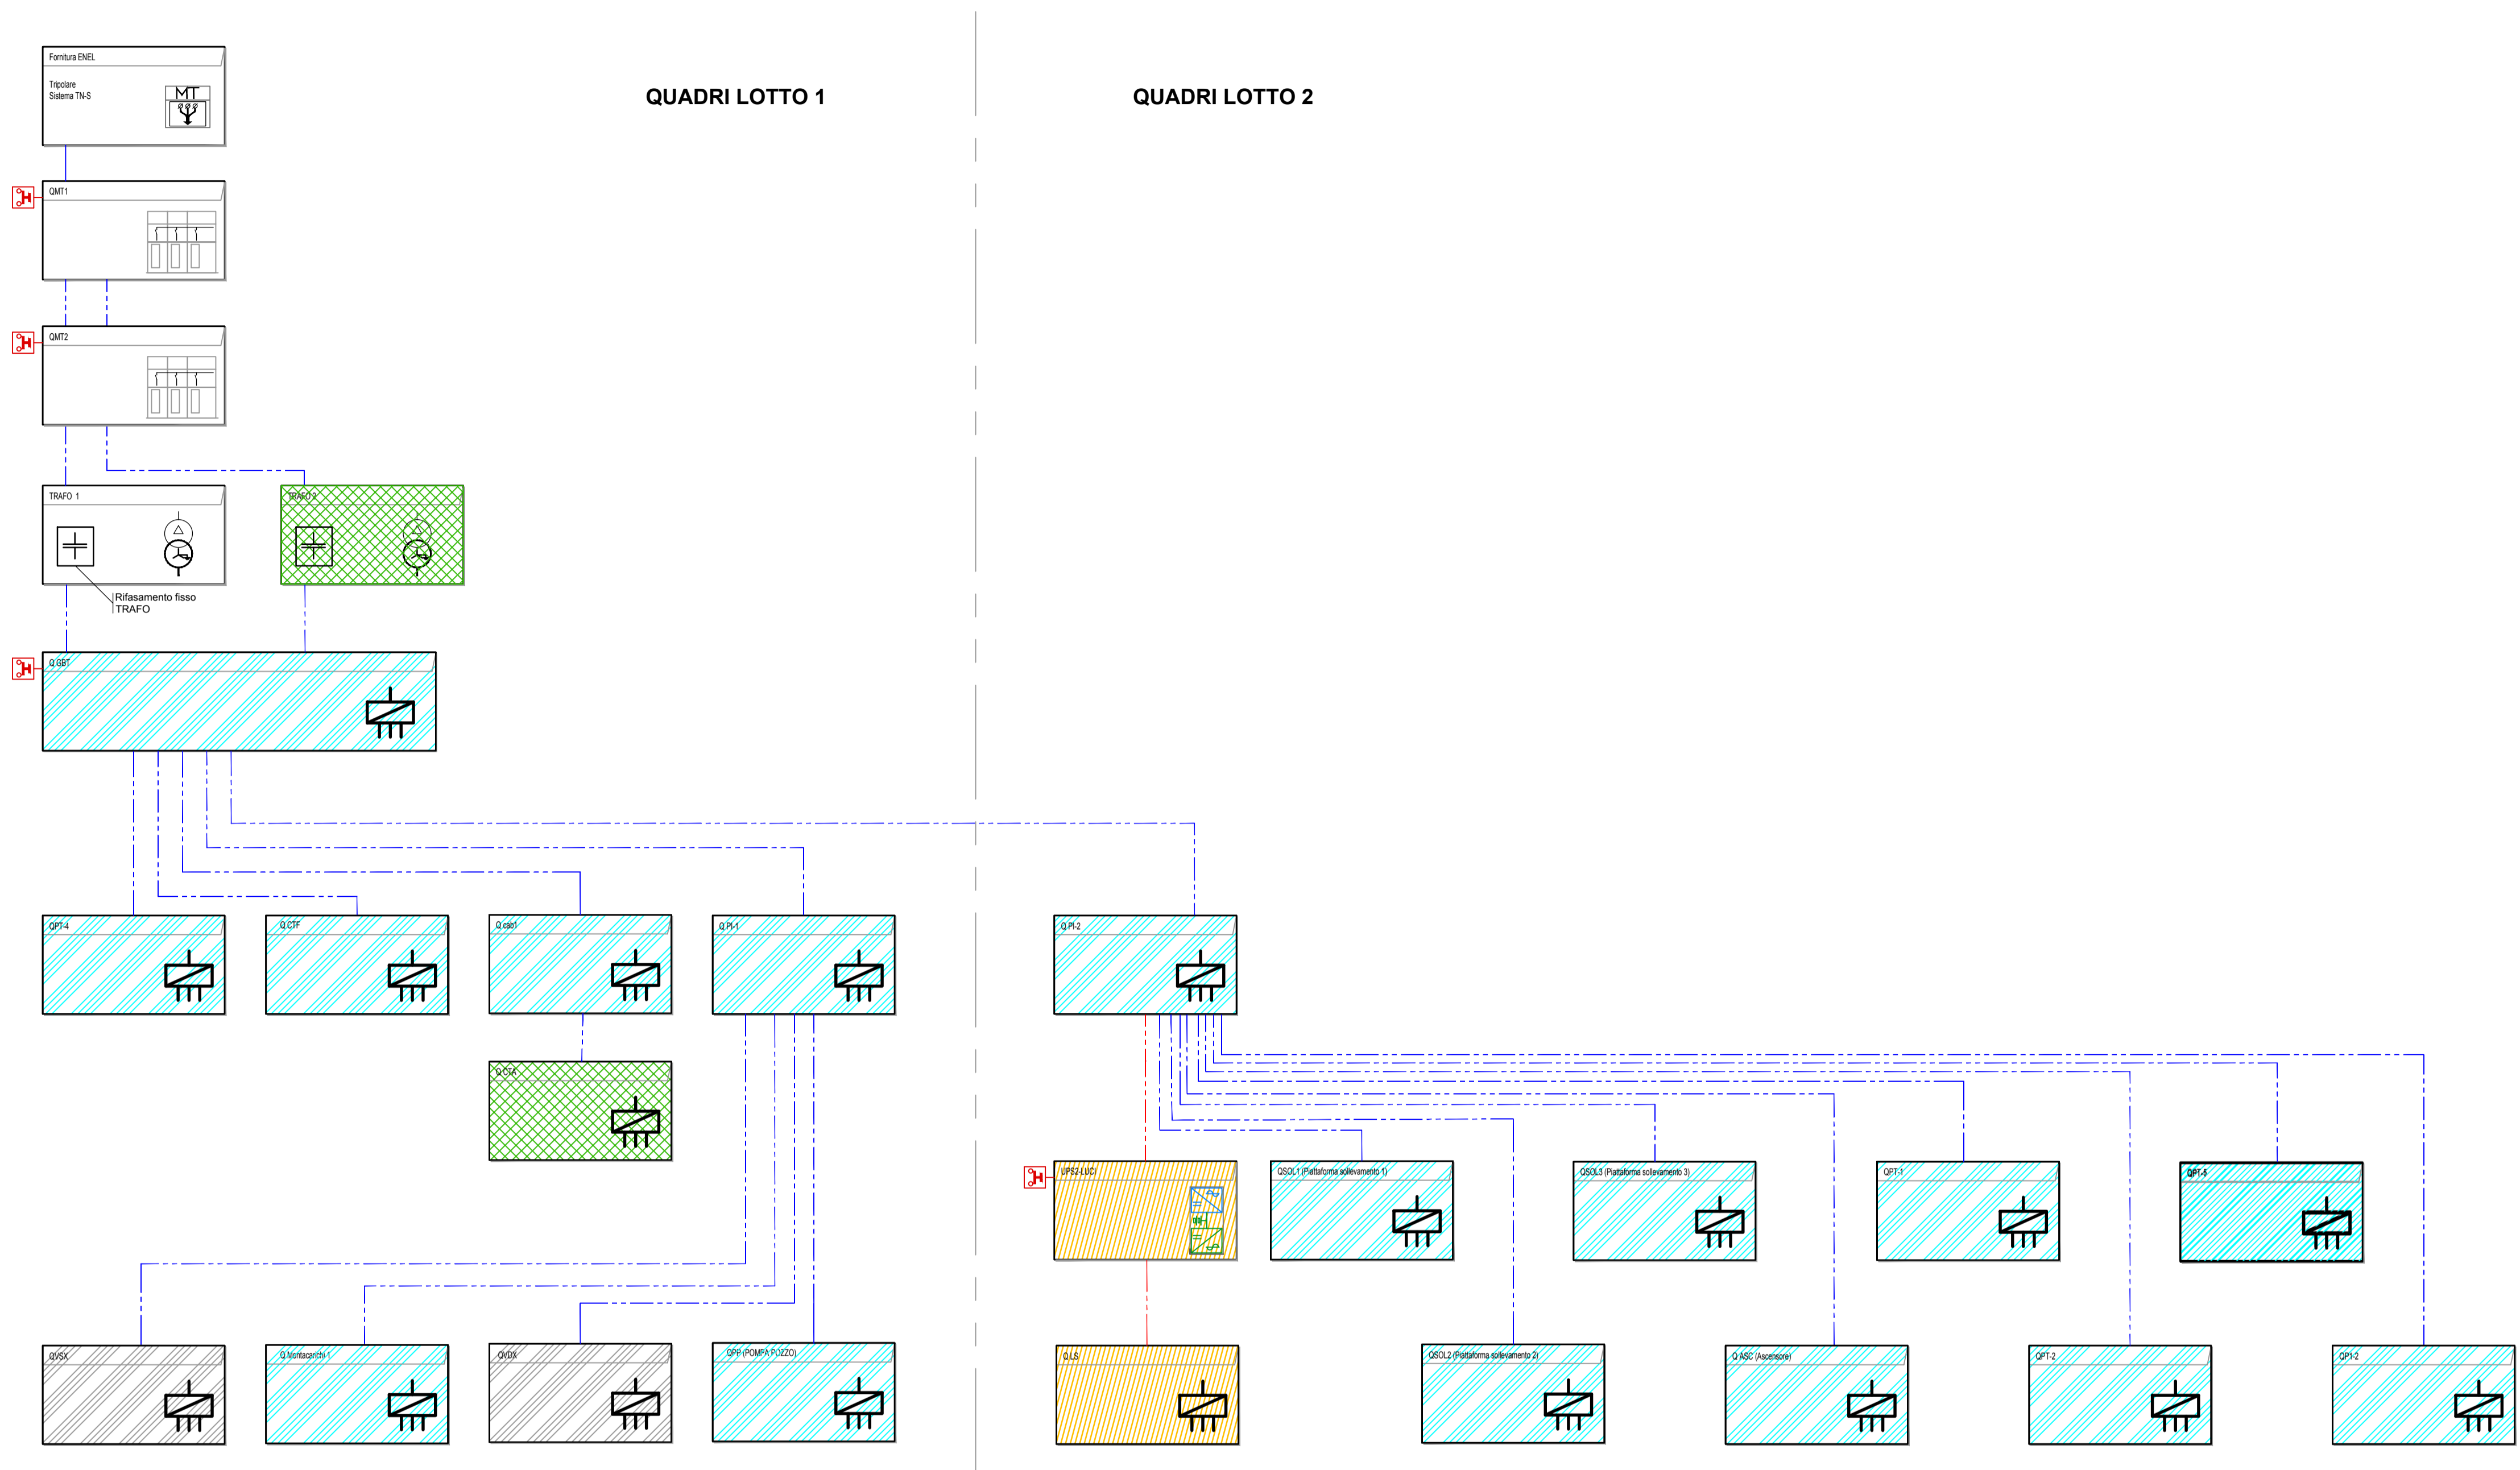 Fornitura ENEL
Tripolare
Sistema TN-S
MT
QUADRI LOTTO 1
QUADRI LOTTO 2
QMT1
QMT2
TRAFO 1
TRAFO 2
Rifasamento fisso
TRAFO
Q GBT
QPT-4
Q CTF
Q cab1
Q PI-1
Q PI-2
Q CTA
UPS2-LUCI
QSOL1 (Piattaforma sollevamento 1)
QSOL3 (Piattaforma sollevamento 3)
QPT-1
QPT-5
QVSX
Q Montacarichi 1
QVDX
QPP (POMPA POZZO)
Q LS
QSOL2 (Piattaforma sollevamento 2)
Q ASC (Ascensore)
QPT-2
QP1-2